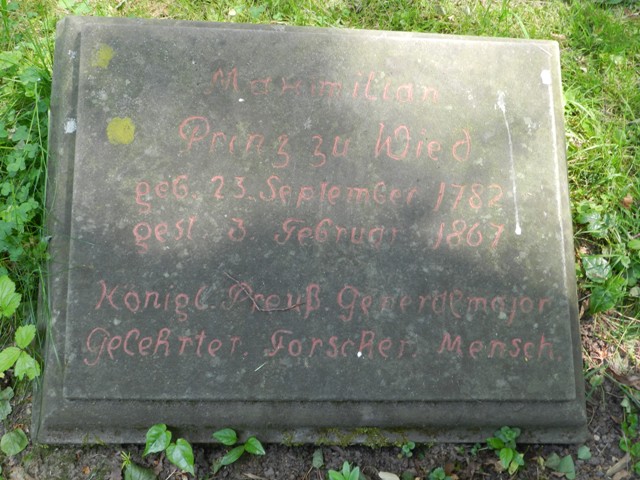 Maximilian
Prinz zu Wied
geb. 23. September 1782
gest. 3. Februar 1867
Königl. Preuß. Generalmajor
Gelehrter. Forscher. Mensch